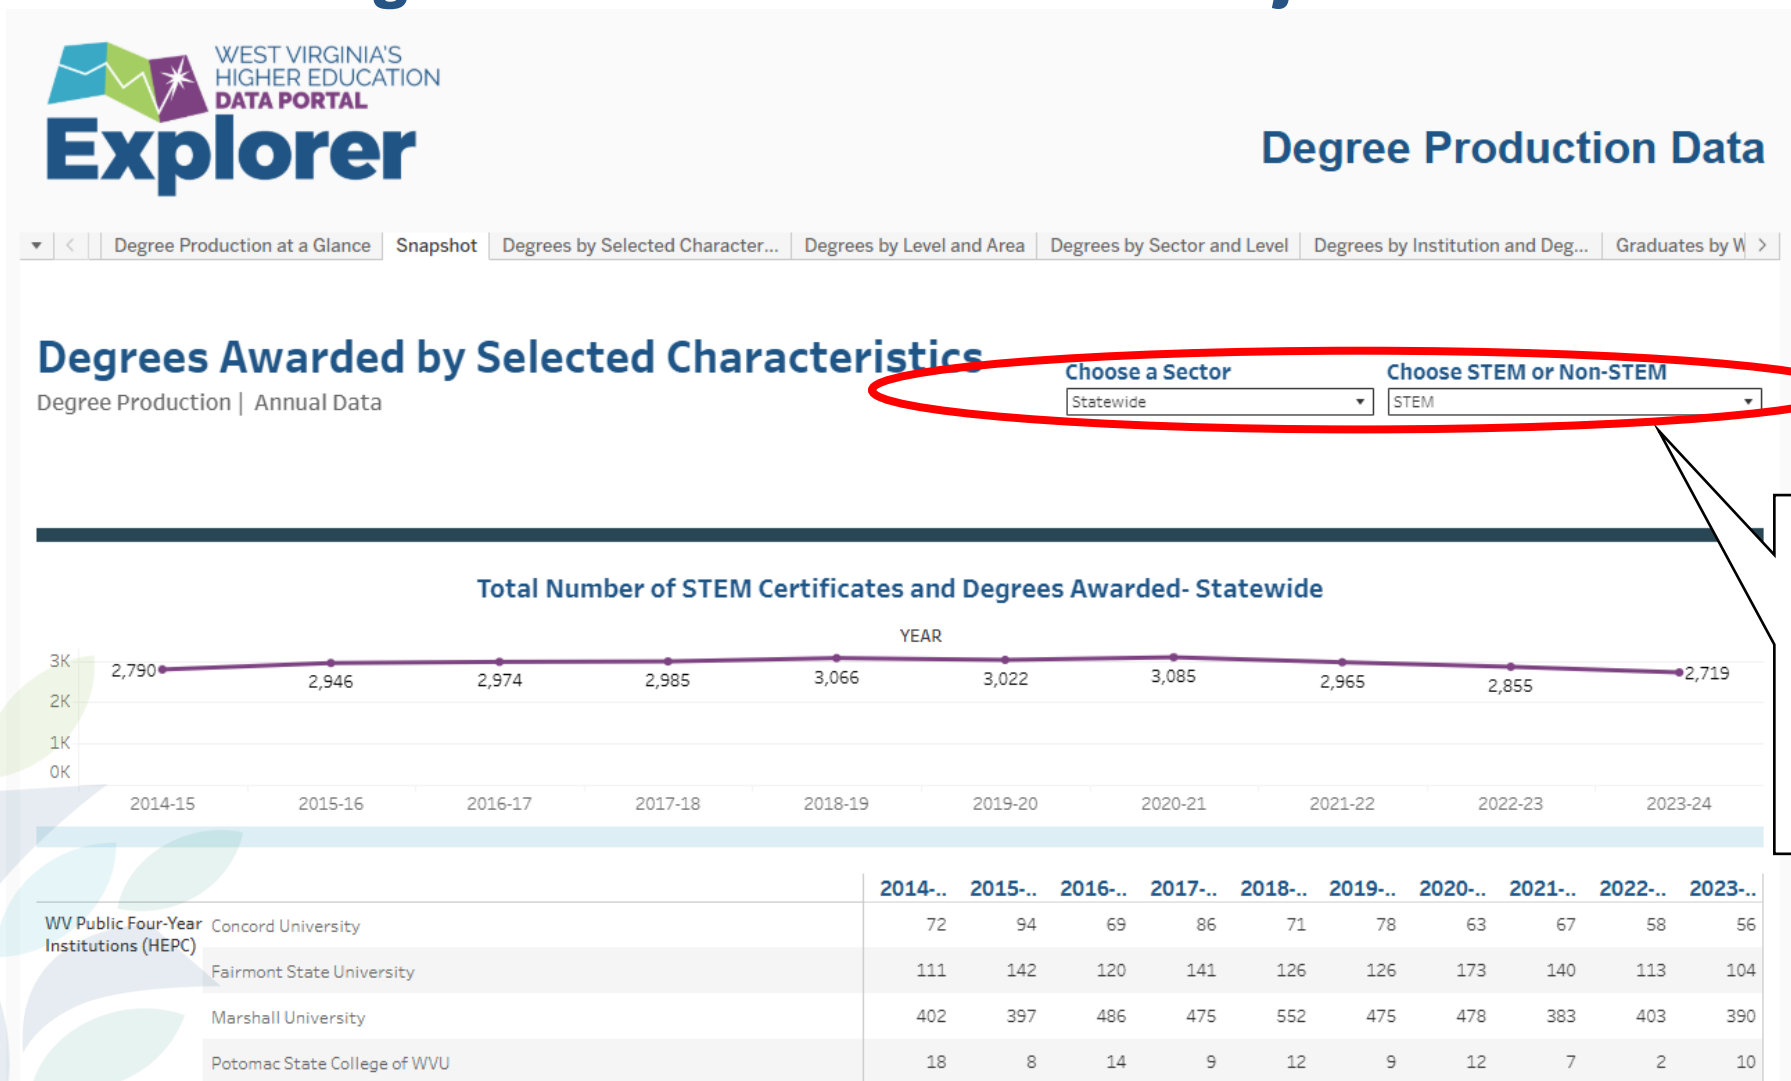 WEST VIRGINIA'S
HIGHER EDUCATION
DATA PORTAL
Explorer
Degree Production Data
Degree Production at a Glance Snapshot Degrees by Selected Character... Degrees by Level and Area Degrees by Sector and Level Degrees by Institution and Deg... Graduates by W
Degrees Awarded by Selected Characteristics
Degree Production | Annual Data
Choose a Sector Choose STEM or Non-STEM
Statewide STEM
Total Number of STEM Certificates and Degrees Awarded- Statewide
YEAR
3K
2K
1K
0K
2,790 2,946 2,974 2,985 3,066 3,022 3,085 2,965 2,855 2,719
2014-15 2015-16 2016-17 2017-18 2018-19 2019-20 2020-21 2021-22 2022-23 2023-24
2014-.. 2015-.. 2016-.. 2017-.. 2018-.. 2019-.. 2020-.. 2021-.. 2022-.. 2023-..
WV Public Four-Year
Institutions (HEPC)
Concord University 72 94 69 86 71 78 63 67 58 56
Fairmont State University 111 142 120 141 126 126 173 140 113 104
Marshall University 402 397 486 475 552 475 478 383 403 390
Potomac State College of WVU 18 8 14 9 12 9 12 7 2 10